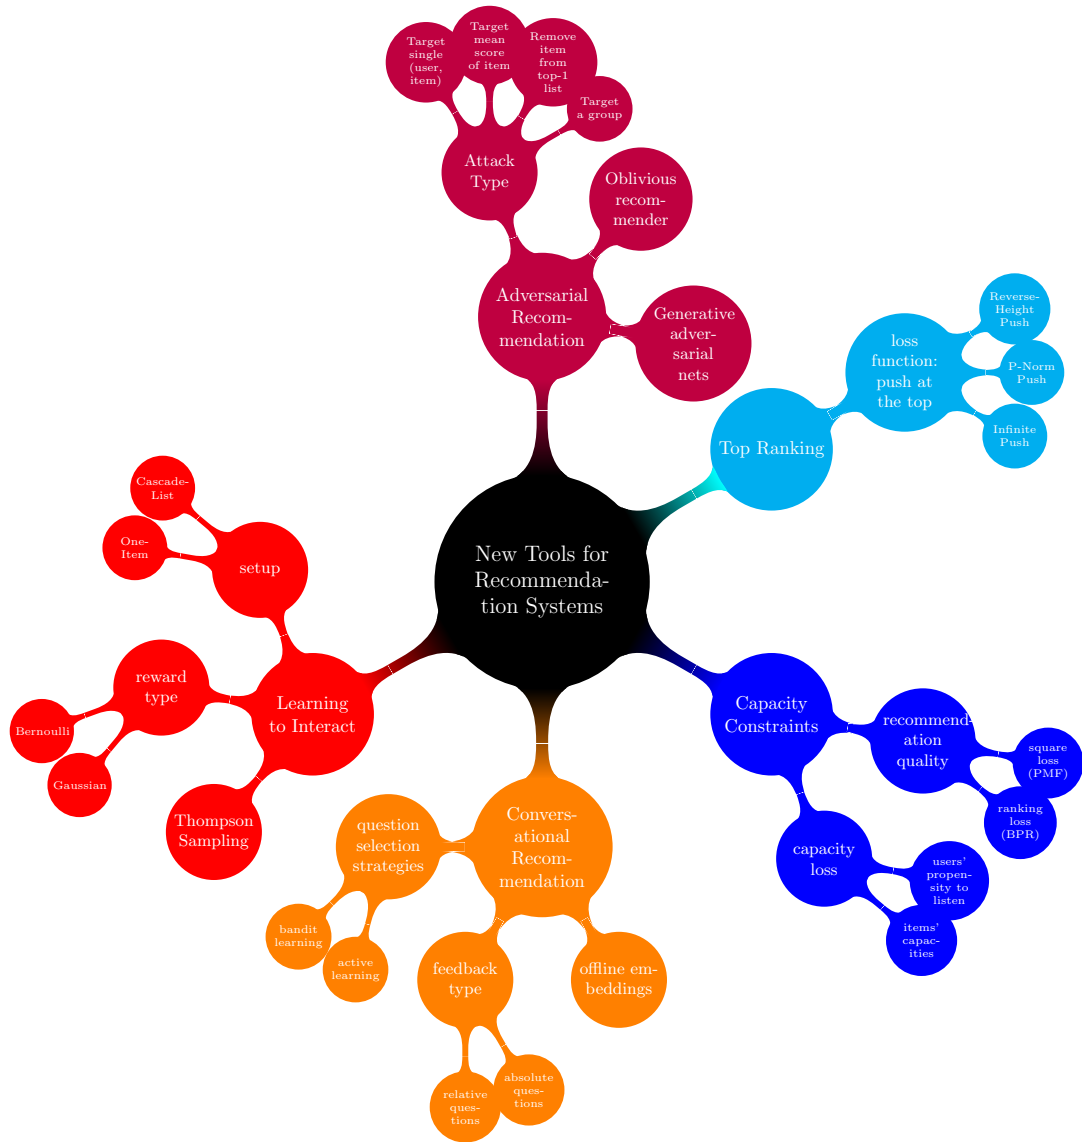 Target
single
(user,
item)
Target
mean
score
of item
Remove
item
from
top-1
list
Target
a group
Attack
Type
Oblivious
recom-
mender
Adversarial
Recom-
mendation
Generative
adver-
sarial
nets
Reverse-
Height
Push
P-Norm
Push
Infinite
Push
loss
function:
push at
the top
Top Ranking
New Tools for
Recommenda-
tion Systems
Cascade-
List
One-
Item
setup
reward
type
Bernoulli
Gaussian
Learning
to Interact
Thompson
Sampling
Capacity
Constraints
recommend-
ation
quality
square
loss
(PMF)
ranking
loss
(BPR)
capacity
loss
users'
propen-
sity to
listen
items'
capac-
ities
Convers-
ational
Recom-
mendation
question
selection
strategies
bandit
learning
active
learning
feedback
type
offline em-
beddings
relative
ques-
tions
absolute
ques-
tions